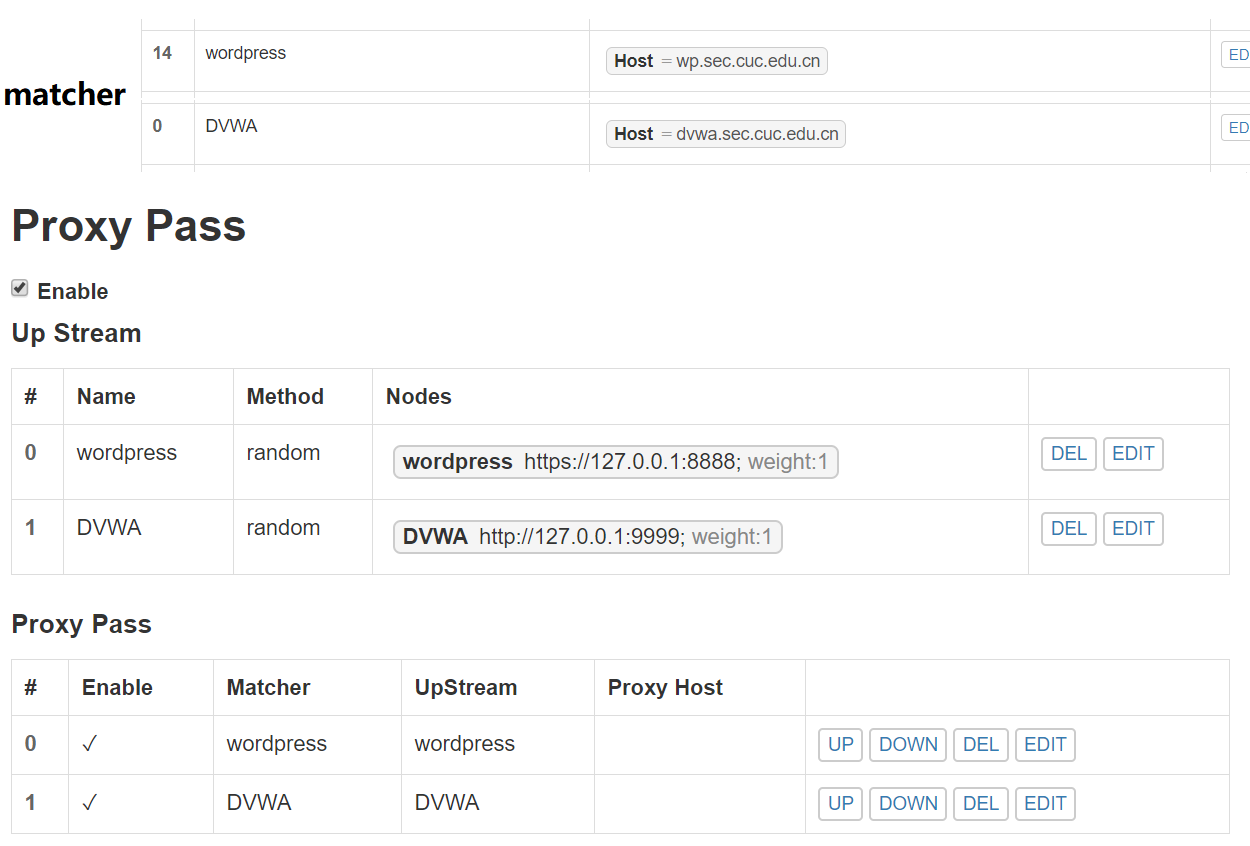 14 wordpress Host = wp.sec.cuc.edu.cn ED
matcher
0 DVWA Host = dvwa.sec.cuc.edu.cn ED
Proxy Pass
Enable
Up Stream
# Name Method Nodes
0 wordpress random wordpress https://127.0.0.1:8888; weight:1 DEL EDIT
1 DVWA random DVWA http://127.0.0.1:9999; weight:1 DEL EDIT
Proxy Pass
# Enable Matcher UpStream Proxy Host
0 ✓ wordpress wordpress UP DOWN DEL EDIT
1 ✓ DVWA DVWA UP DOWN DEL EDIT